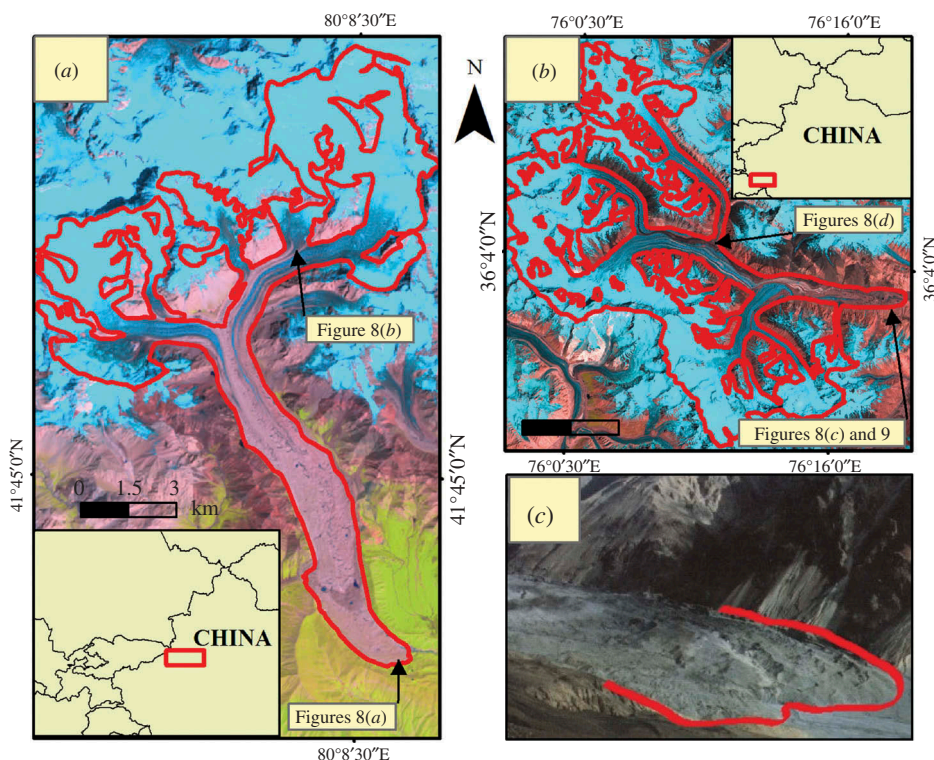 80°8′30″E
(a)
Figure 8(b)
41°45′0″N
41°45′0″N
0 1.5 3
km
CHINA
Figures 8(a)
80°8′30″E
N
76°0′30″E
76°16′0″E
(b)
CHINA
Figures 8(d)
36°4′0″N
36°4′0″N
Figures 8(c) and 9
76°0′30″E
76°16′0″E
(c)